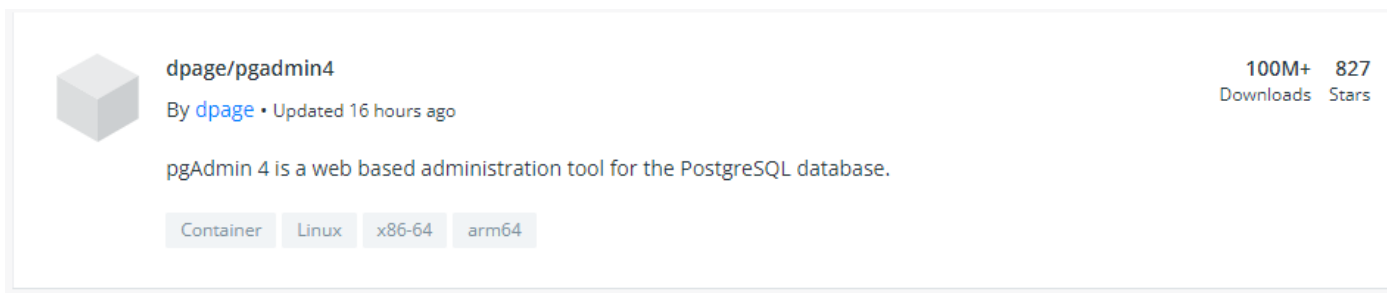 dpage/pgadmin4
100M+ 827
By dpage • Updated 16 hours ago
Downloads Stars
pgAdmin 4 is a web based administration tool for the PostgreSQL database.
Container Linux x86-64 arm64